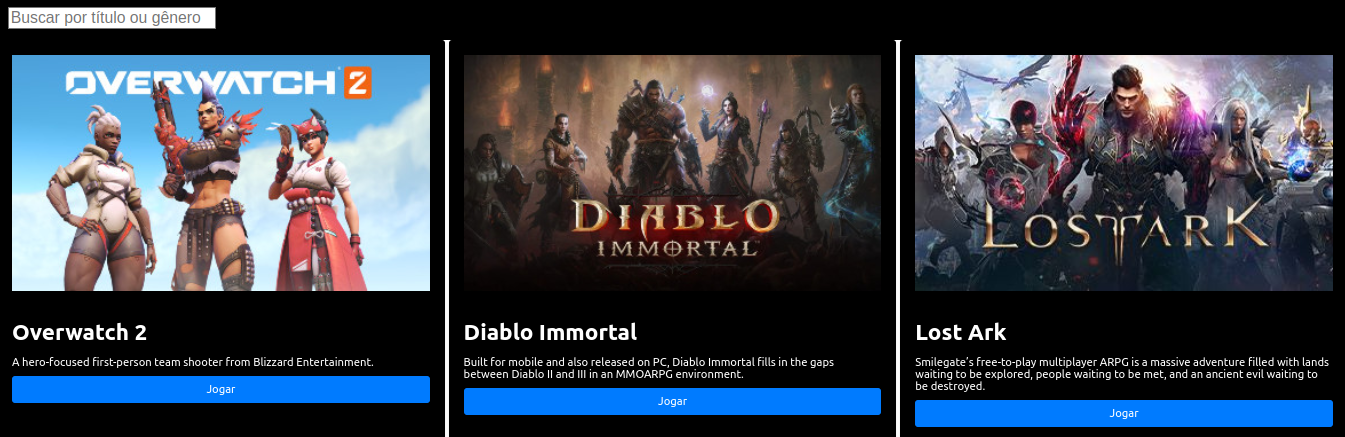 Buscar por título ou gênero
OVERWATCH 2
DIABLO
IMMORTAL
LOST ARK
Overwatch 2
A hero-focused first-person team shooter from Blizzard Entertainment.
Jogar
Diablo Immortal
Built for mobile and also released on PC, Diablo Immortal fills in the gaps
between Diablo II and III in an MMOARPG environment.
Jogar
Lost Ark
Smilegate's free-to-play multiplayer ARPG is a massive adventure filled with lands
waiting to be explored, people waiting to be met, and an ancient evil waiting to
be destroyed.
Jogar